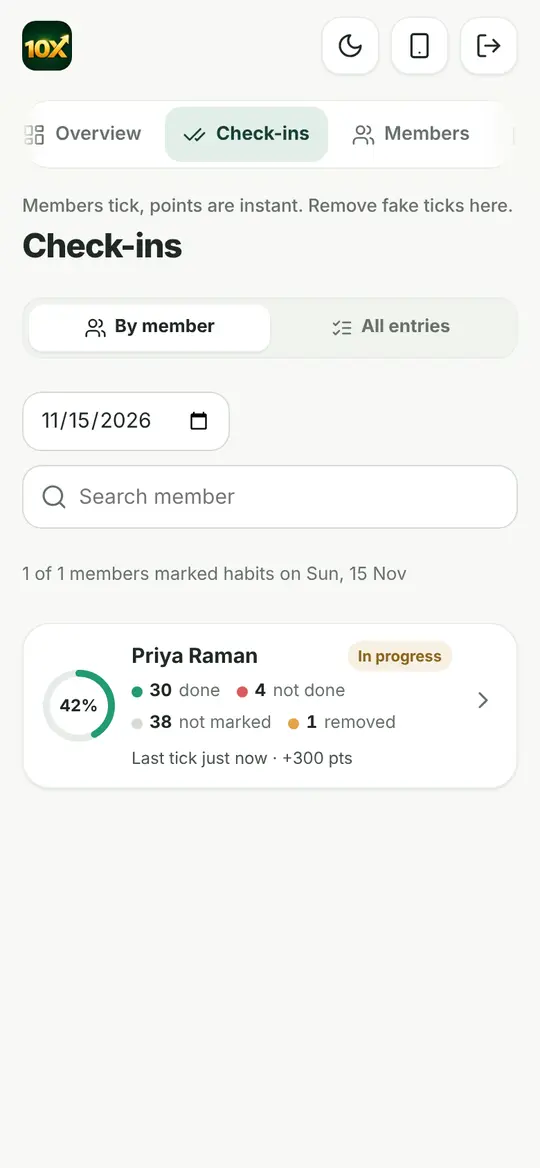 10X
Overview
Check-ins
Members
Members tick, points are instant. Remove fake ticks here.
Check-ins
By member
All entries
11/15/2026
Search member
1 of 1 members marked habits on Sun, 15 Nov
Priya Raman
In progress
42%
30 done
4 not done
38 not marked
1 removed
Last tick just now · +300 pts